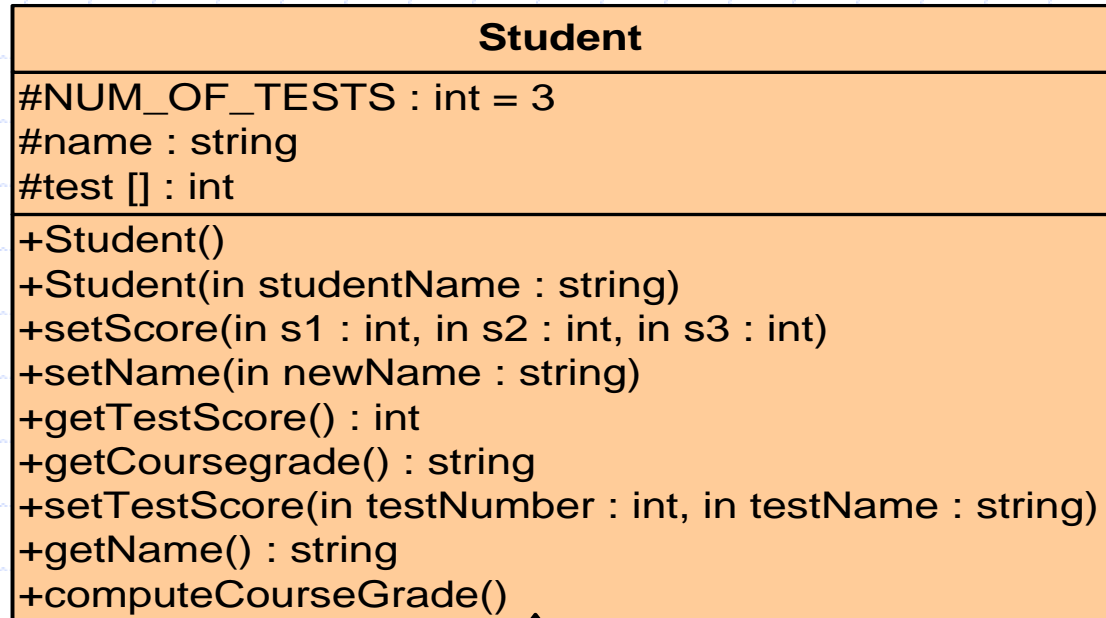 Student
#NUM_OF_TESTS : int = 3
#name : string
#test [] : int
+Student()
+Student(in studentName : string)
+setScore(in s1 : int, in s2 : int, in s3 : int)
+setName(in newName : string)
+getTestScore() : int
+getCoursegrade() : string
+setTestScore(in testNumber : int, in testName : string)
+getName() : string
+computeCourseGrade()